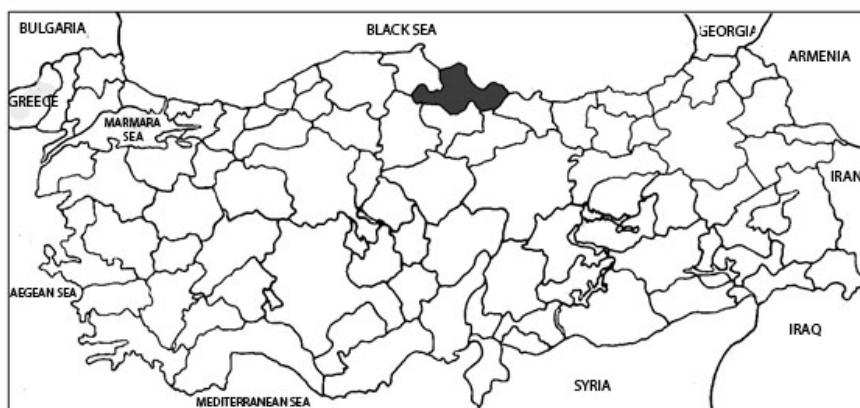 BULGARIA
BLACK SEA
GEORGIA
ARMENIA
GREECE
MARMARA
SEA
IRAN
AEGEAN SEA
IRAQ
SYRIA
MEDITERRANEAN SEA